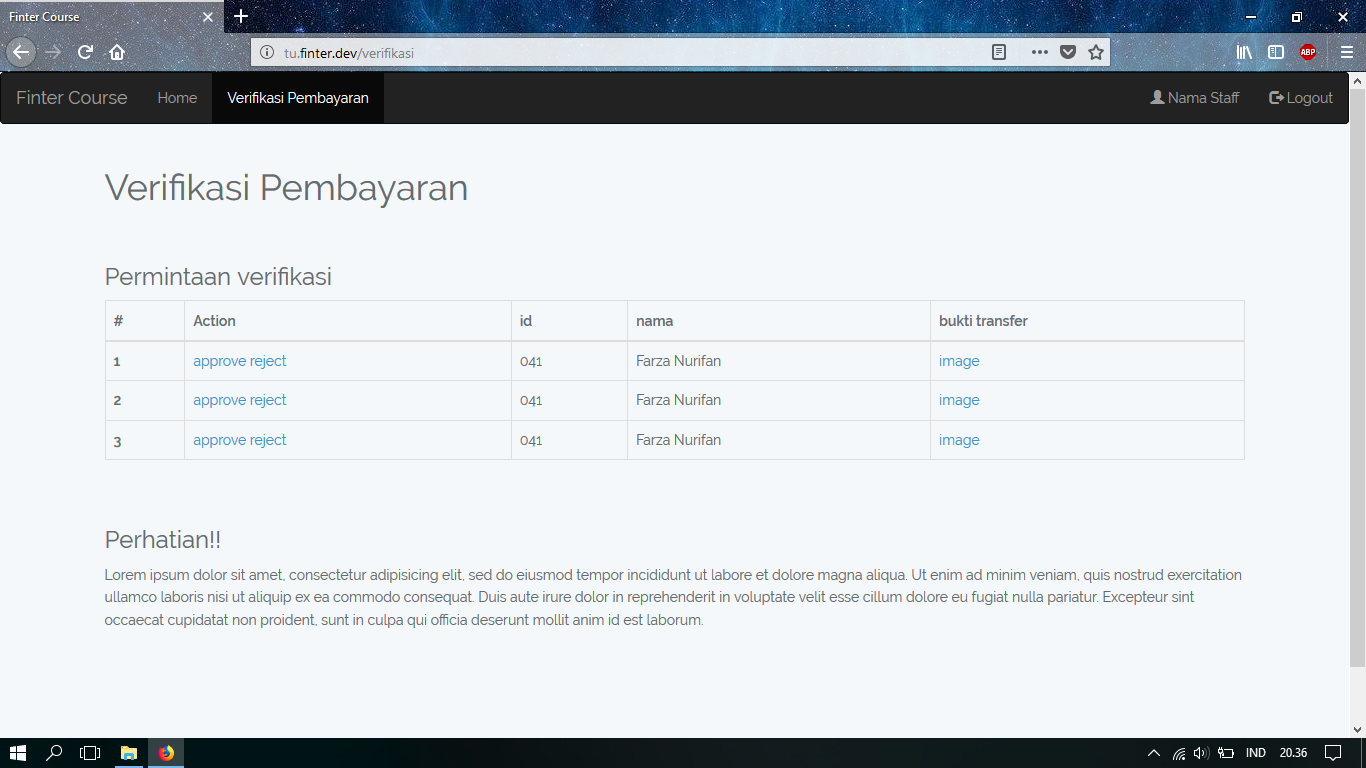 Finter Course
tu.finter.dev/verifikasi
ABP
Finter Course Home Verifikasi Pembayaran Nama Staff Logout
Verifikasi Pembayaran
Permintaan verifikasi
# Action id nama bukti transfer
1 approve reject 041 Farza Nurifan image
2 approve reject 041 Farza Nurifan image
3 approve reject 041 Farza Nurifan image
Perhatian!!
Lorem ipsum dolor sit amet, consectetur adipisicing elit, sed do eiusmod tempor incididunt ut labore et dolore magna aliqua. Ut enim ad minim veniam, quis nostrud exercitation
ullamco laboris nisi ut aliquip ex ea commodo consequat. Duis aute irure dolor in reprehenderit in voluptate velit esse cillum dolore eu fugiat nulla pariatur. Excepteur sint
occaecat cupidatat non proident, sunt in culpa qui officia deserunt mollit anim id est laborum.
IND 20.36